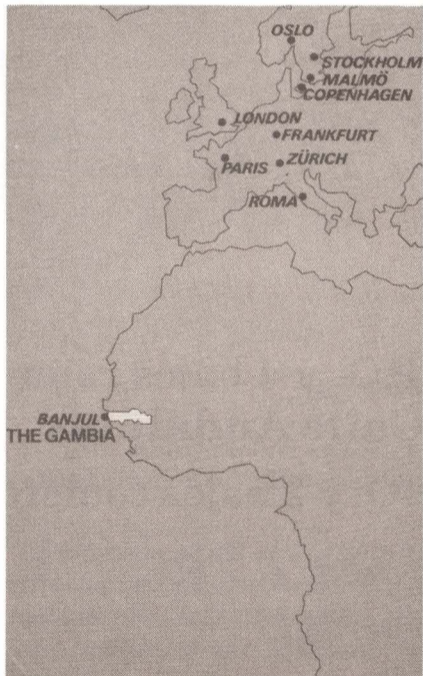 OSLO
STOCKHOLM
MALMÖ
COPENHAGEN
LONDON
FRANKFURT
PARIS
ZÜRICH
ROMA
BANJUL
THE GAMBIA